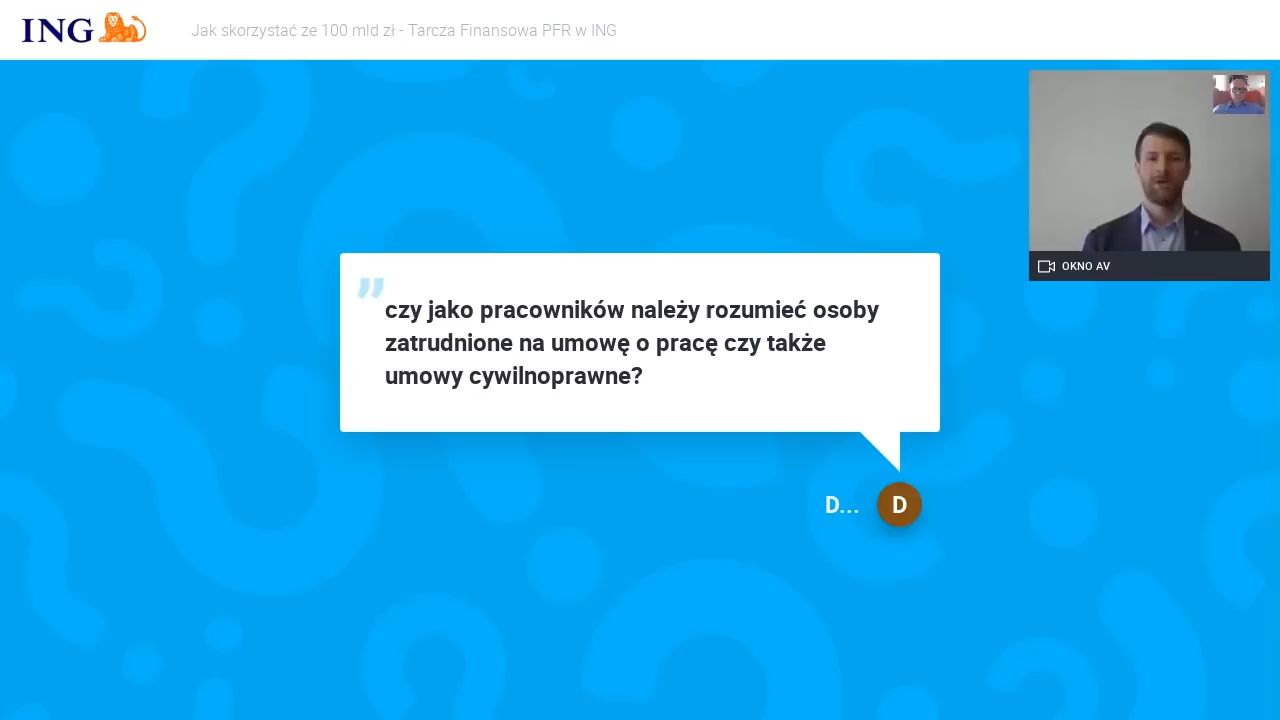 ING
Jak skorzystać ze 100 mld zł - Tarcza Finansowa PFR w ING
OKNO AV
czy jako pracowników należy rozumieć osoby
zatrudnione na umowę o pracę czy także
umowy cywilnoprawne?
D... D